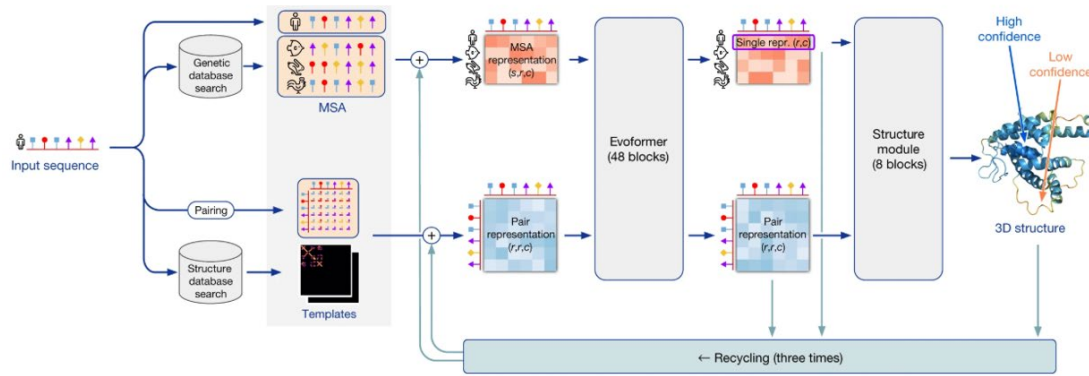 Input sequence
Genetic
database
search
MSA
Pairing
Structure
database
search
Templates
+
+
MSA
representation
(s,r,c)
Pair
representation
(r,r,c)
Evoformer
(48 blocks)
Single repr. (r,c)
Pair
representation
(r,r,c)
Structure
module
(8 blocks)
High
confidence
Low
confidence
3D structure
← Recycling (three times)